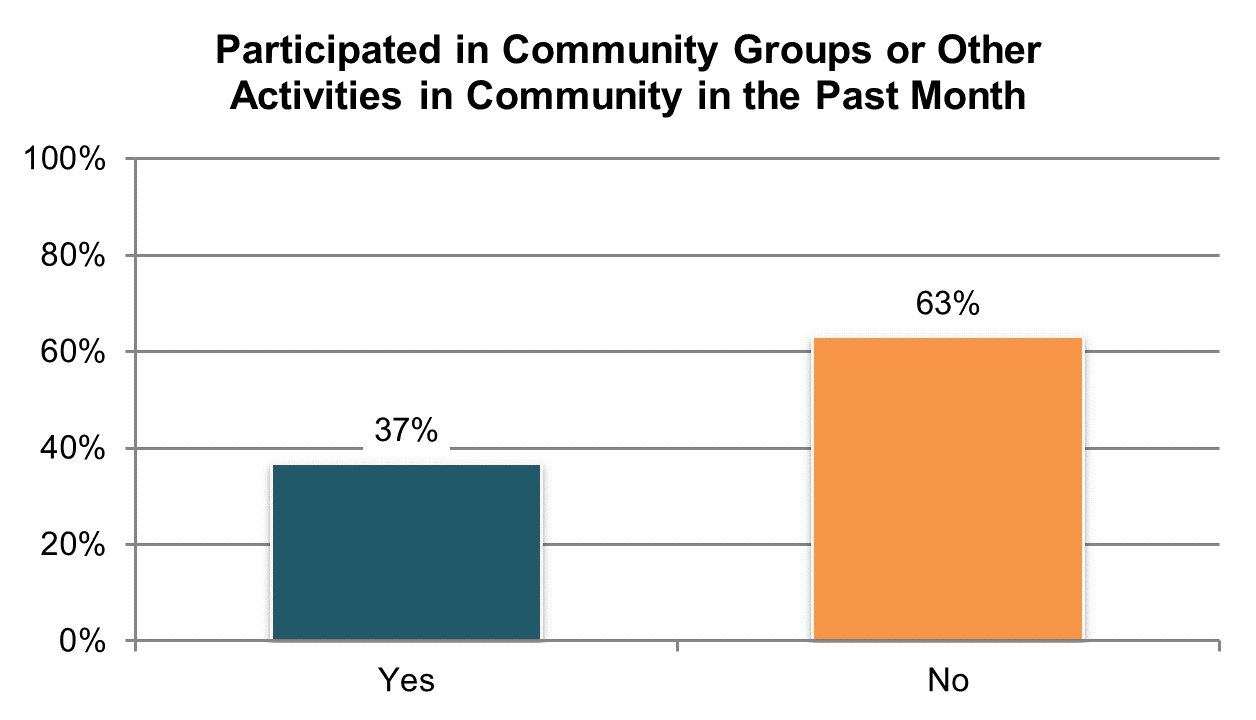 Participated in Community Groups or Other
Activities in Community in the Past Month
100%
80%
63%
60%
37%
40%
20%
0%
Yes
No